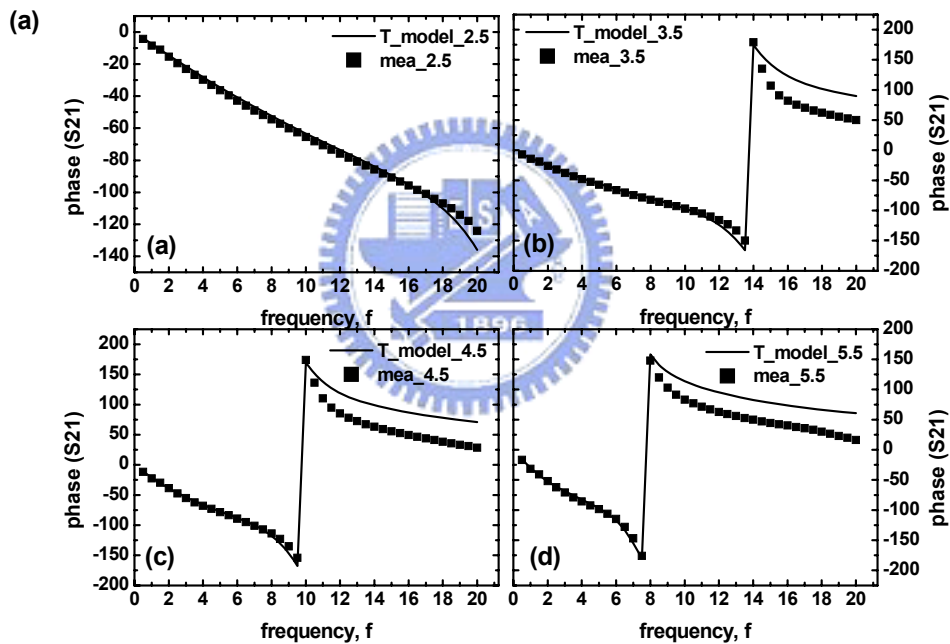 (a)
T_model_2.5
mea_2.5
0
-20
-40
-60
-80
-100
-120
-140
phase (S21)
(a)
0 2 4 6 8 10 12 14 16 18 20
frequency, f
T_model_3.5
mea_3.5
200
150
100
50
0
-50
-100
-150
-200
phase (S21)
(b)
0 2 4 6 8 10 12 14 16 18 20
frequency, f
1896
T_model_4.5
mea_4.5
200
150
100
50
0
-50
-100
-150
-200
phase (S21)
(c)
0 2 4 6 8 10 12 14 16 18 20
frequency, f
T_model_5.5
mea_5.5
200
150
100
50
0
-50
-100
-150
-200
phase (S21)
(d)
0 2 4 6 8 10 12 14 16 18 20
frequency, f